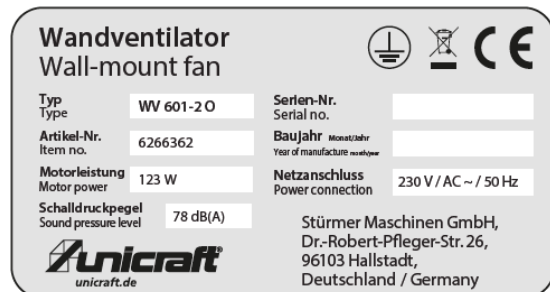 Wandventilator
Wall-mount fan
CE
Typ
Type
WV 601-2 O
Serien-Nr.
Serial no.
Artikel-Nr.
Item no.
6266362
Baujahr Monat/Jahr
Year of manufacture month/year
Motorleistung
Motor power
123 W
Netzanschluss
Power connection
230 V / AC ~ / 50 Hz
Schalldruckpegel
Sound pressure level
78 dB(A)
Stürmer Maschinen GmbH,
Dr.-Robert-Pfleger-Str. 26,
96103 Hallstadt,
Deutschland / Germany
unicraft®
unicraft.de